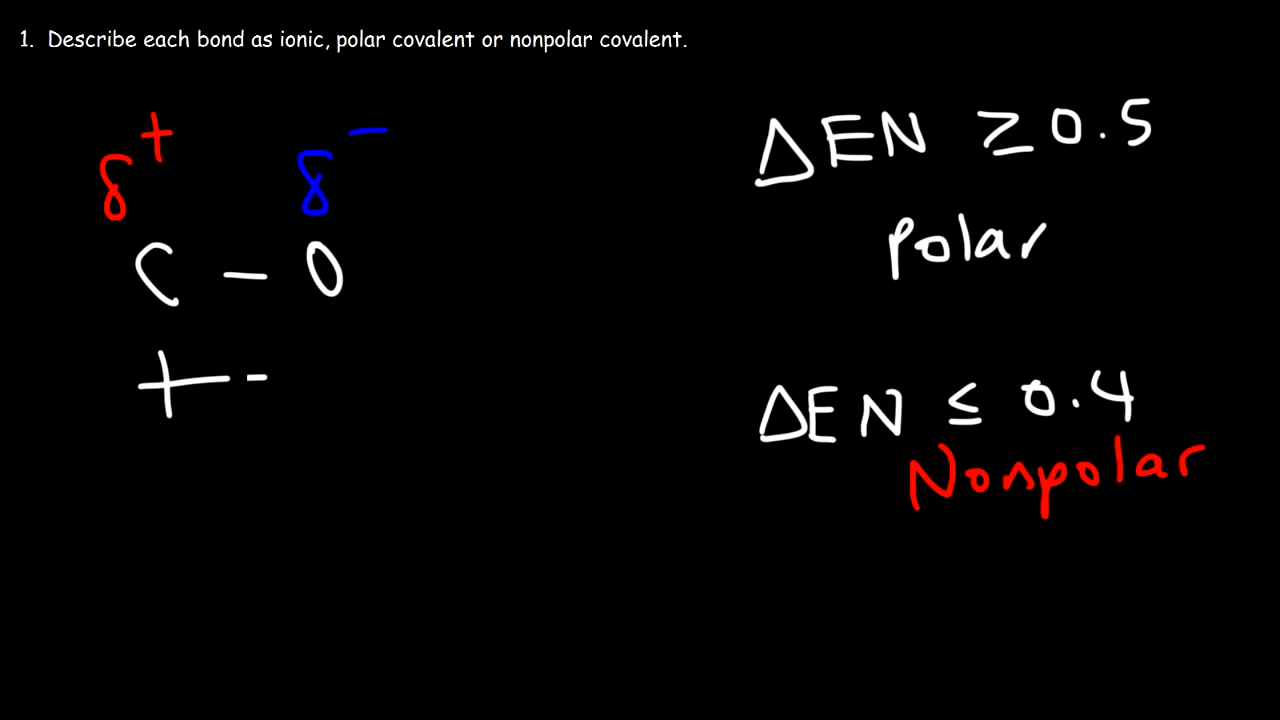 1. Describe each bond as ionic, polar covalent or nonpolar covalent.
δ+ δ−
C – O
+–
ΔEN ≥ 0.5
polar
ΔEN ≤ 0.4
Nonpolar